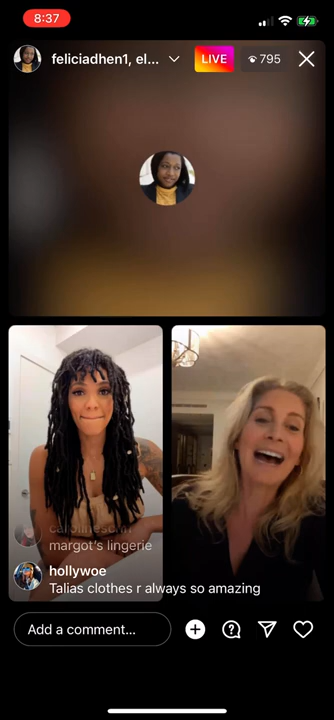 8:37
feliciadhen1, el...
LIVE
795
margot's lingerie
hollywoe
Talias clothes r always so amazing
Add a comment...